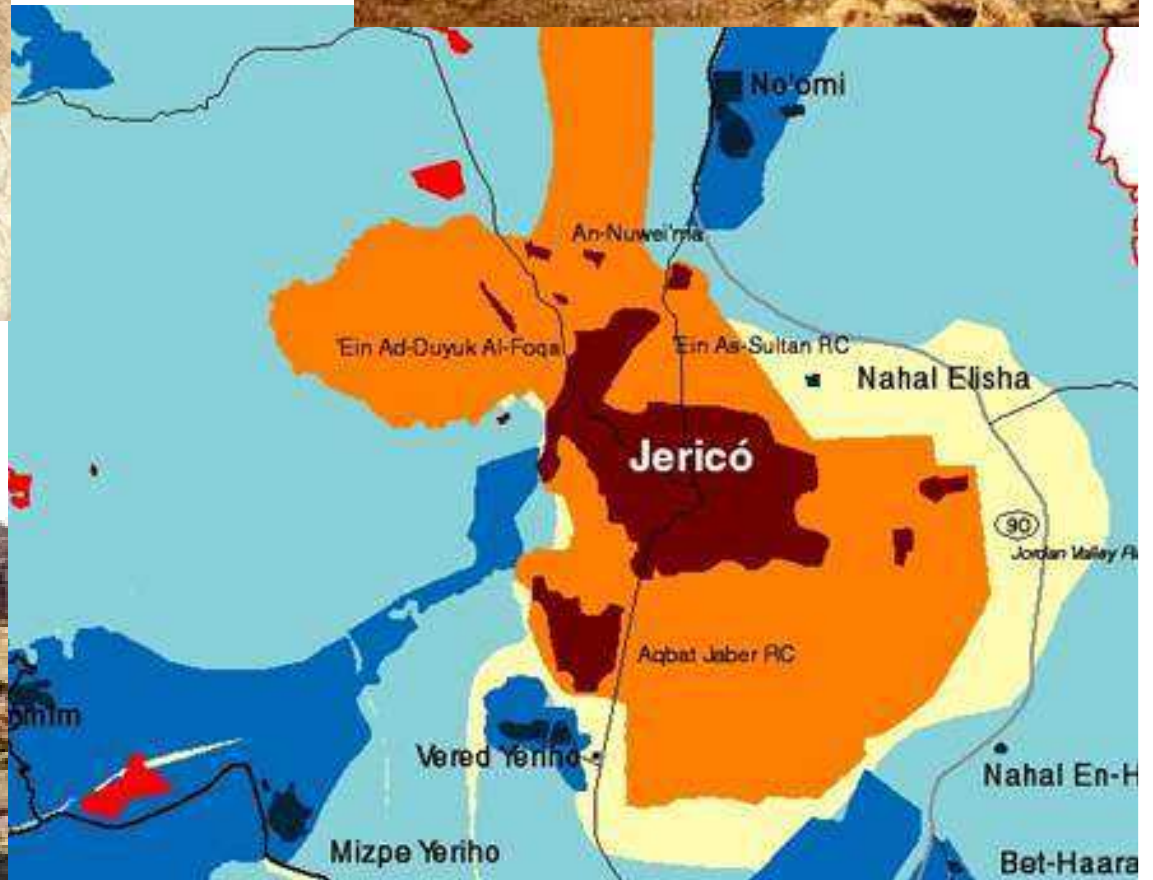 No'omi
An-Nuwei'ma
'Ein Ad-Duyuk Al-Foqa
'Ein As-Sultan RC
Nahal Elisha
Jericó
90
Jordan Valley
Aqbat Jaber RC
Vered Yeriho
Nahal En-H
Mizpe Yeriho
Bet-Haara